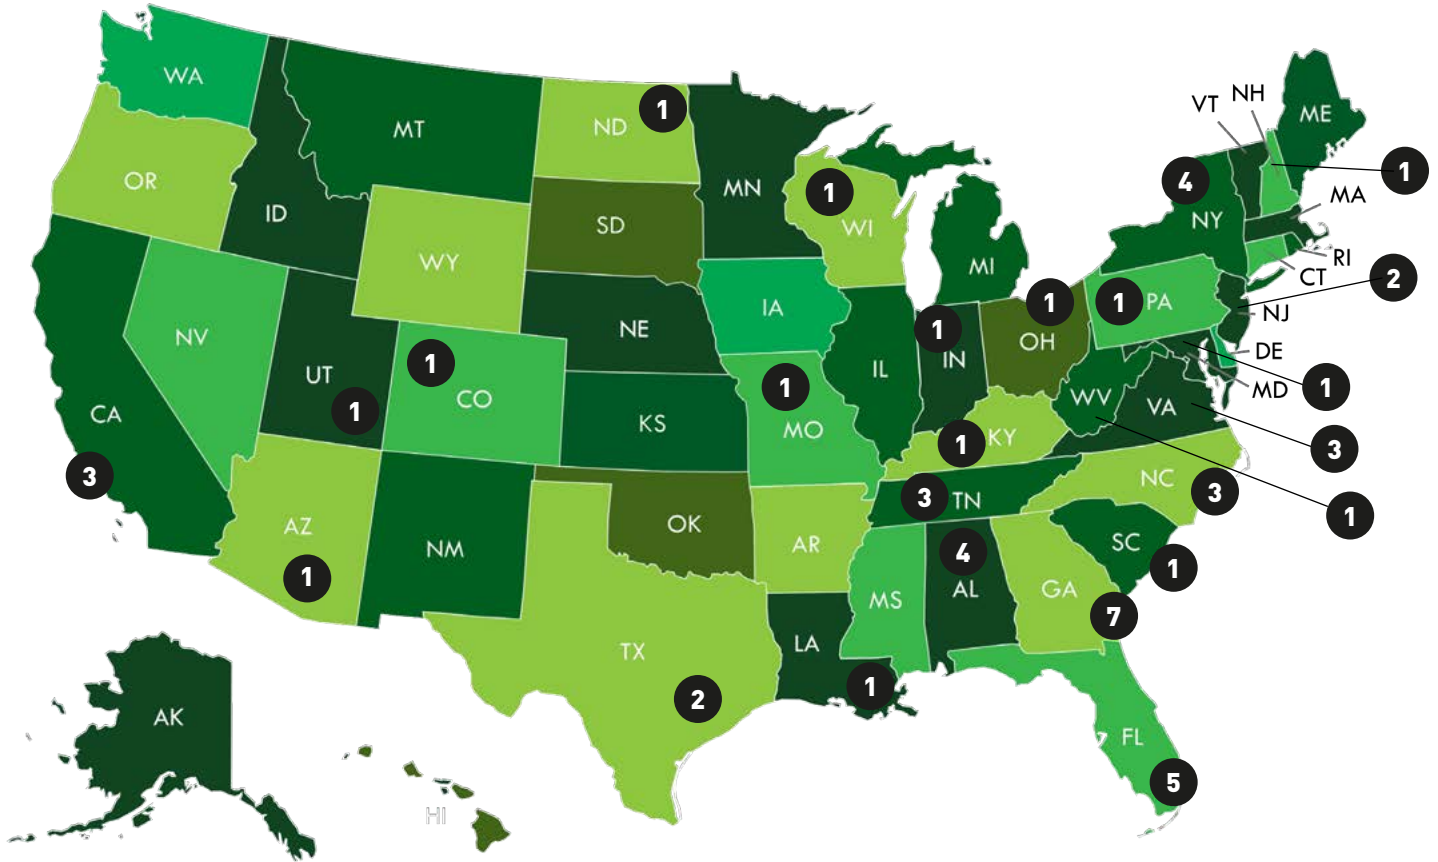 WA
MT
ND
1
MN
OR
ID
SD
1
WI
WY
MI
VT
NH
ME
4
1
NY
MA
RI
CT
2
NJ
1
PA
DE
MD
1
NV
UT
1
1
CO
NE
IA
KS
1
MO
IL
1
IN
1
OH
WV
VA
3
1
CA
3
1
KY
3
TN
NC
3
AZ
1
NM
OK
AR
MS
4
AL
GA
7
SC
1
TX
2
LA
1
FL
5
AK
HI